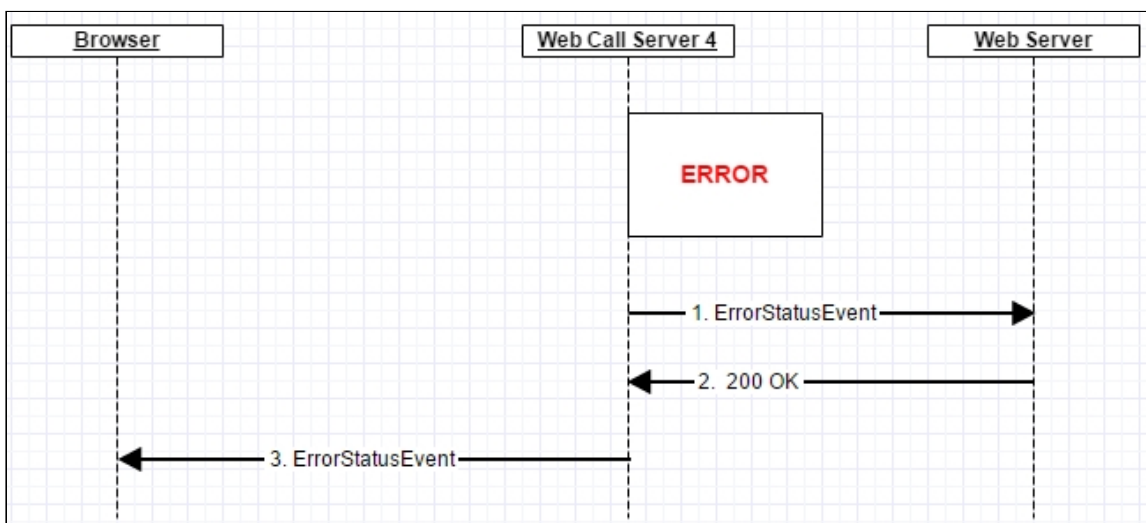 Browser
Web Call Server 4
Web Server
ERROR
1. ErrorStatusEvent
2. 200 OK
3. ErrorStatusEvent